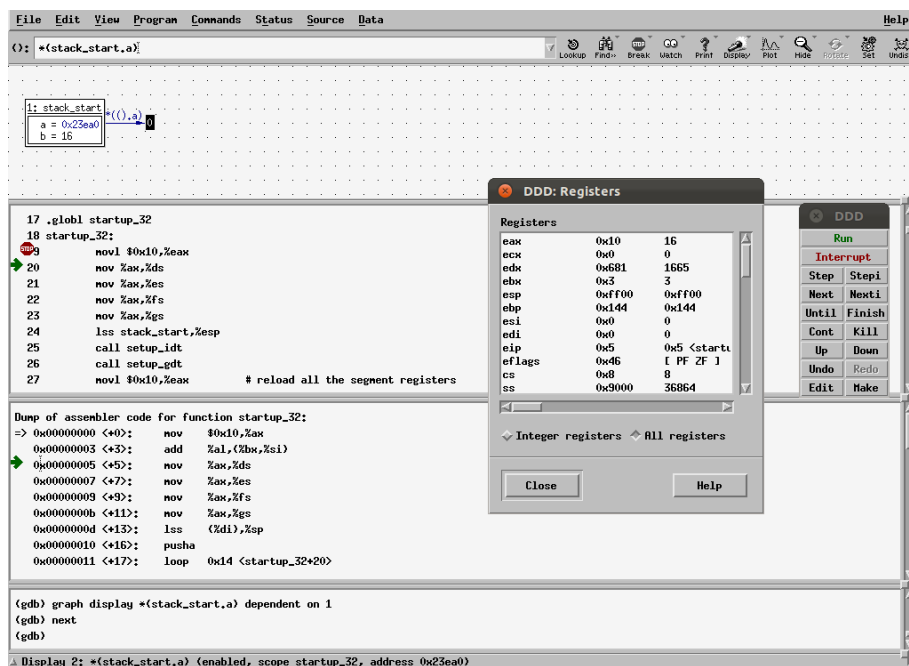 File Edit View Program Commands Status Source Data Help
(): *(stack_start.a)
Lookup Find» Break Watch Print Display Plot Hide Rotate Set Undis
1: stack_start
a = 0x23ea0
b = 16
*(().a)
0
17 .globl startup_32
18 startup_32:
STOP 9 movl $0x10,%eax
20 mov %ax,%ds
21 mov %ax,%es
22 mov %ax,%fs
23 mov %ax,%gs
24 lss stack_start,%esp
25 call setup_idt
26 call setup_gdt
27 movl $0x10,%eax # reload all the segment registers
DDD: Registers
Registers
eax 0x10 16
ecx 0x0 0
edx 0x681 1665
ebx 0x3 3
esp 0xff00 0xff00
ebp 0x144 0x144
esi 0x0 0
edi 0x0 0
eip 0x5 0x5 <startu
eflags 0x46 [ PF ZF ]
cs 0x8 8
ss 0x9000 36864
Integer registers All registers
Close Help
DDD
Run
Interrupt
Step Stepi
Next Nexti
Until Finish
Cont Kill
Up Down
Undo Redo
Edit Make
Dump of assembler code for function startup_32:
=> 0x00000000 <+0>: mov $0x10,%ax
0x00000003 <+3>: add %al,(%bx,%si)
0x00000005 <+5>: mov %ax,%ds
0x00000007 <+7>: mov %ax,%es
0x00000009 <+9>: mov %ax,%fs
0x0000000b <+11>: mov %ax,%gs
0x0000000d <+13>: lss (%di),%sp
0x00000010 <+16>: pusha
0x00000011 <+17>: loop 0x14 <startup_32+20>
(gdb) graph display *(stack_start.a) dependent on 1
(gdb) next
(gdb)
Display 2: *(stack_start.a) (enabled, scope startup_32, address 0x23ea0)